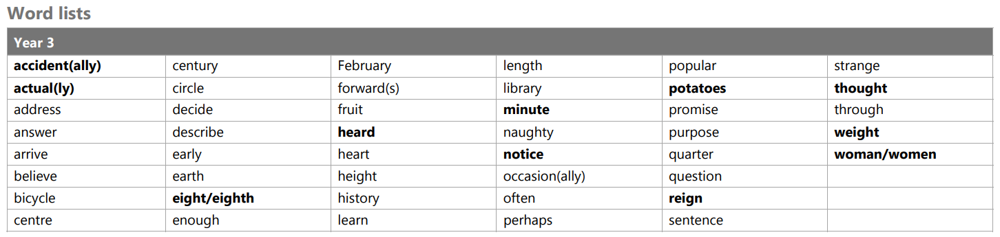 Word lists
Year 3
accident(ally) century February length popular strange
actual(ly) circle forward(s) library potatoes thought
address decide fruit minute promise through
answer describe heard naughty purpose weight
arrive early heart notice quarter woman/women
believe earth height occasion(ally) question
bicycle eight/eighth history often reign
centre enough learn perhaps sentence